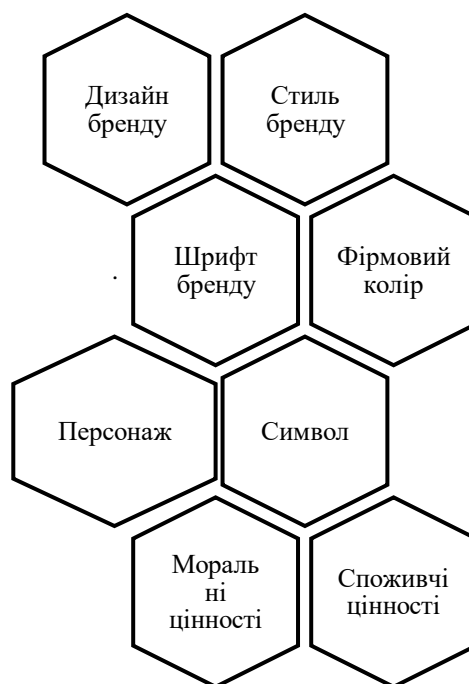 Дизайн
бренду
Стиль
бренду
Шрифт
бренду
Фірмовий
колір
Персонаж
Символ
Мораль
ні
цінності
Споживчі
цінності